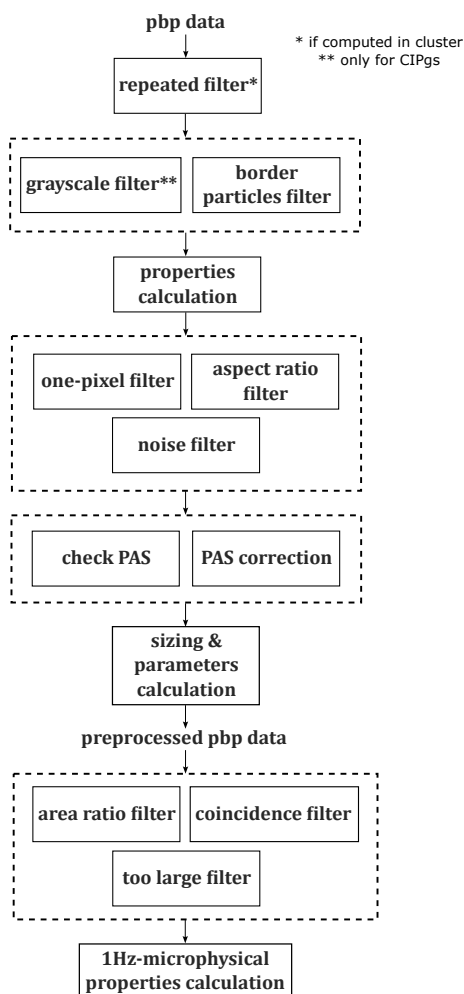 pbp data
* if computed in cluster
** only for CIPgs
repeated filter*
grayscale filter**
border
particles filter
properties
calculation
one-pixel filter
aspect ratio
filter
noise filter
check PAS
PAS correction
sizing &
parameters
calculation
preprocessed pbp data
area ratio filter
coincidence filter
too large filter
1Hz-microphysical
properties calculation